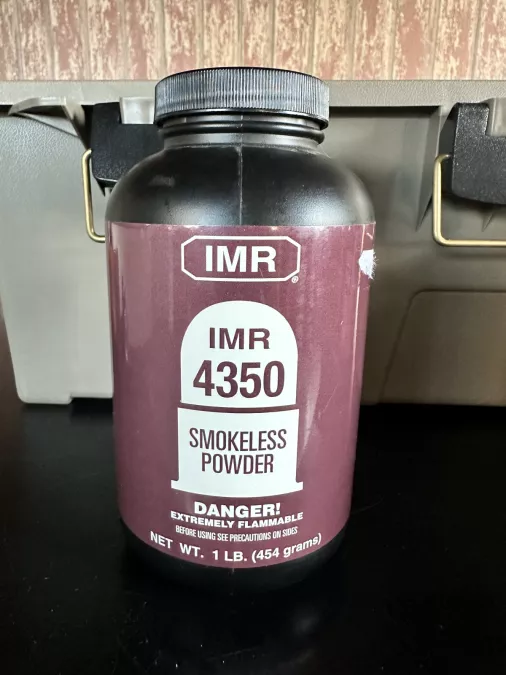 IMR
®
IMR
4350
SMOKELESS
POWDER
DANGER!
EXTREMELY FLAMMABLE
BEFORE USING SEE PRECAUTIONS ON SIDES
NET WT. 1 LB. (454 grams)